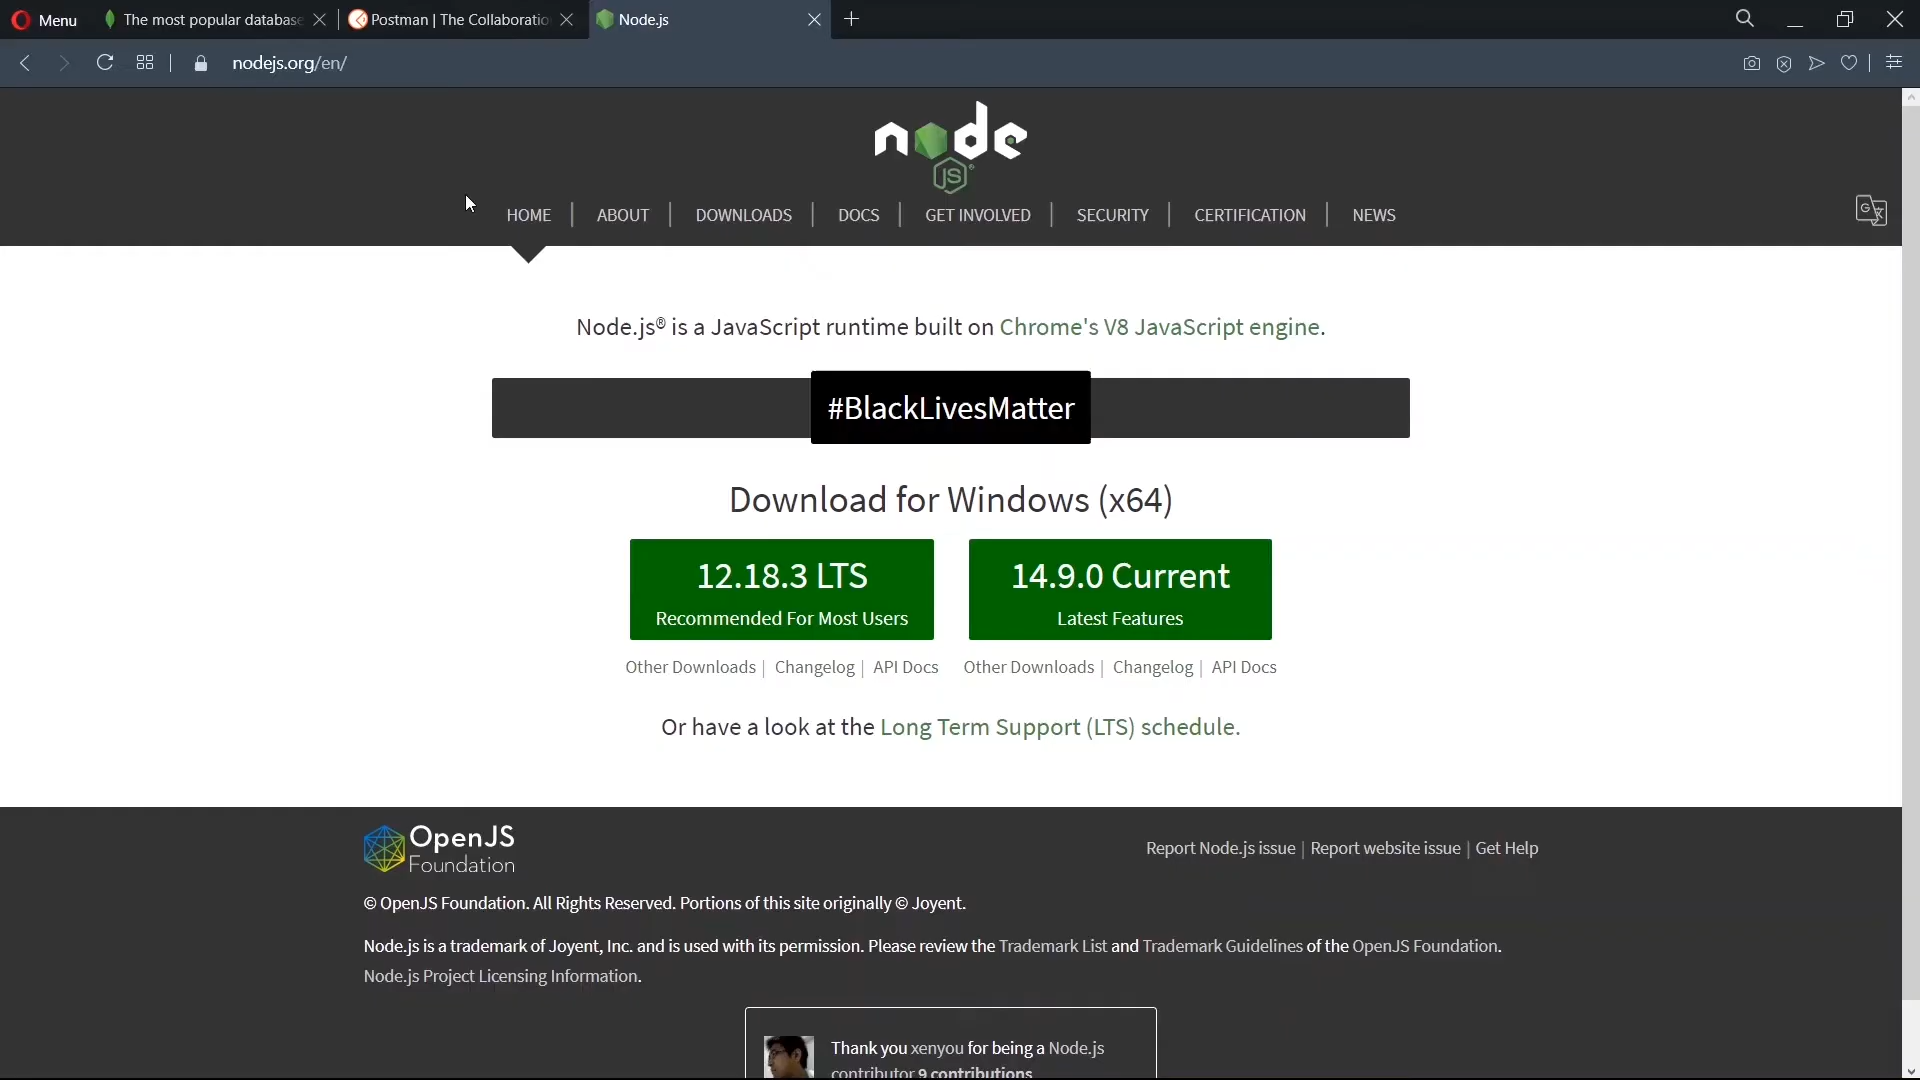 Menu
The most popular database
Postman | The Collaboratio
Node.js
nodejs.org/en/
node
JS
HOME | ABOUT | DOWNLOADS | DOCS | GET INVOLVED | SECURITY | CERTIFICATION | NEWS
Node.js® is a JavaScript runtime built on Chrome's V8 JavaScript engine.
#BlackLivesMatter
Download for Windows (x64)
12.18.3 LTS
Recommended For Most Users
14.9.0 Current
Latest Features
Other Downloads | Changelog | API Docs
Other Downloads | Changelog | API Docs
Or have a look at the Long Term Support (LTS) schedule.
OpenJS
Foundation
Report Node.js issue | Report website issue | Get Help
© OpenJS Foundation. All Rights Reserved. Portions of this site originally © Joyent.
Node.js is a trademark of Joyent, Inc. and is used with its permission. Please review the Trademark List and Trademark Guidelines of the OpenJS Foundation.
Node.js Project Licensing Information.
Thank you xenyou for being a Node.js
contributor 9 contributions